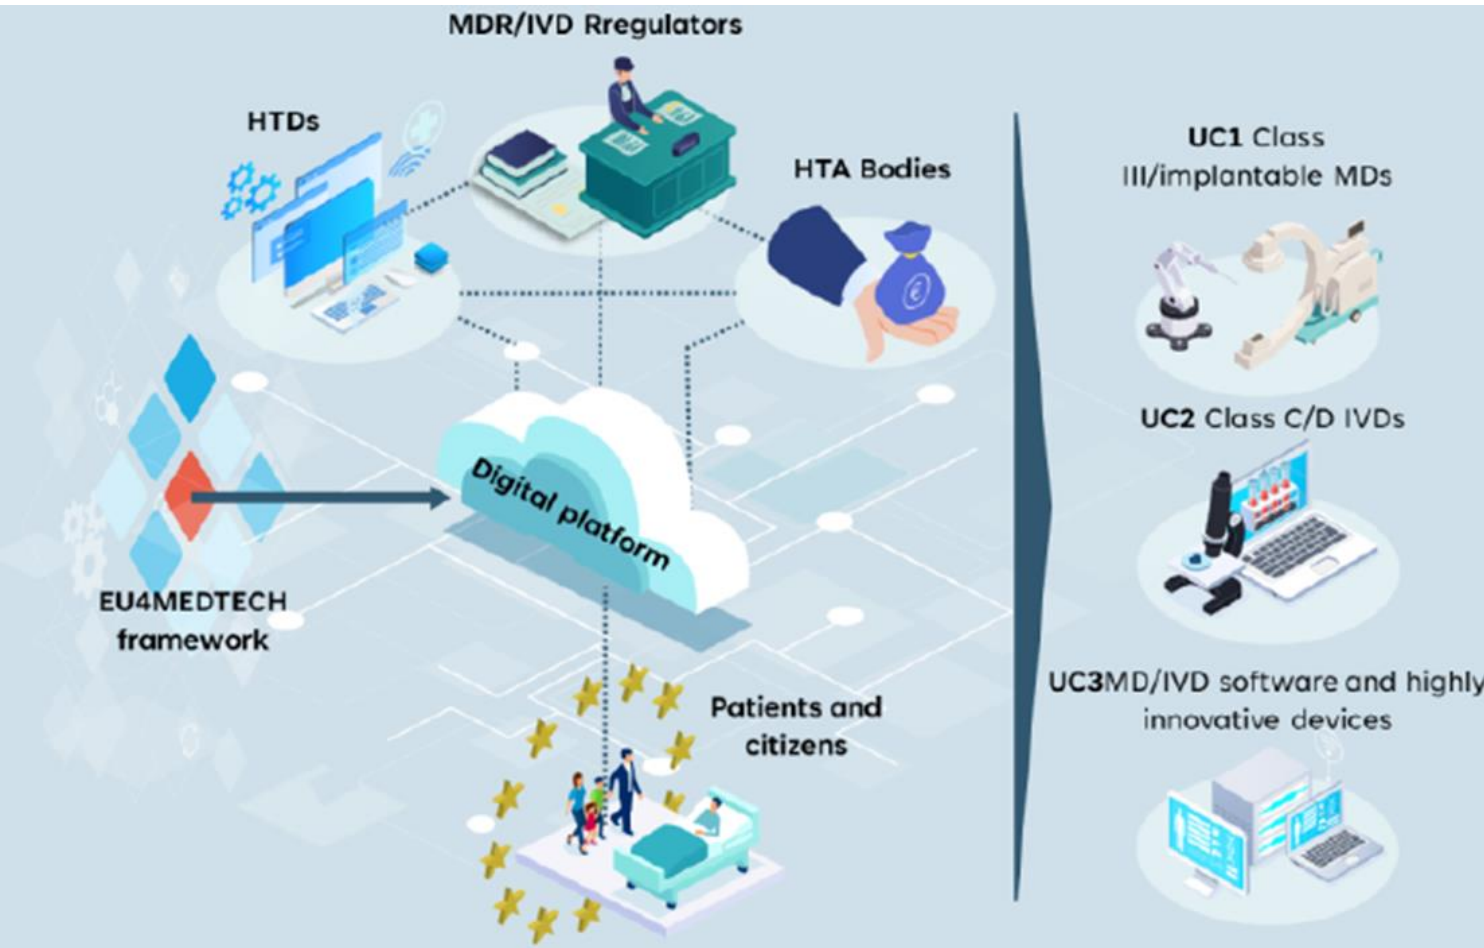 MDR/IVD Rregulators
HTDs
HTA Bodies
Digital platform
EU4MEDTECH
framework
Patients and
citizens
UC1 Class
III/implantable MDs
UC2 Class C/D IVDs
UC3MD/IVD software and highly
innovative devices